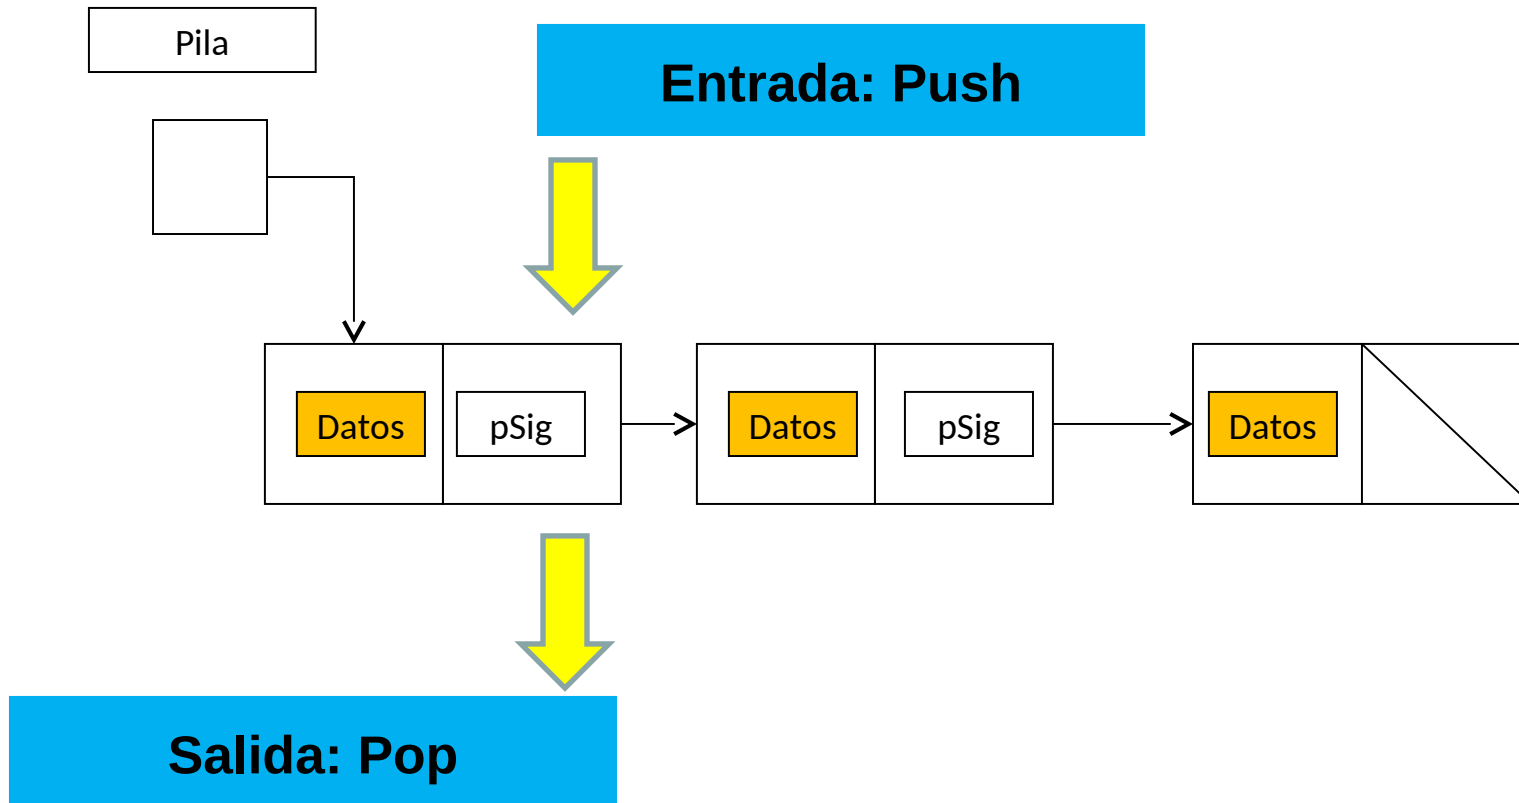 Pila
Entrada: Push
Datos
pSig
Datos
pSig
Datos
Salida: Pop